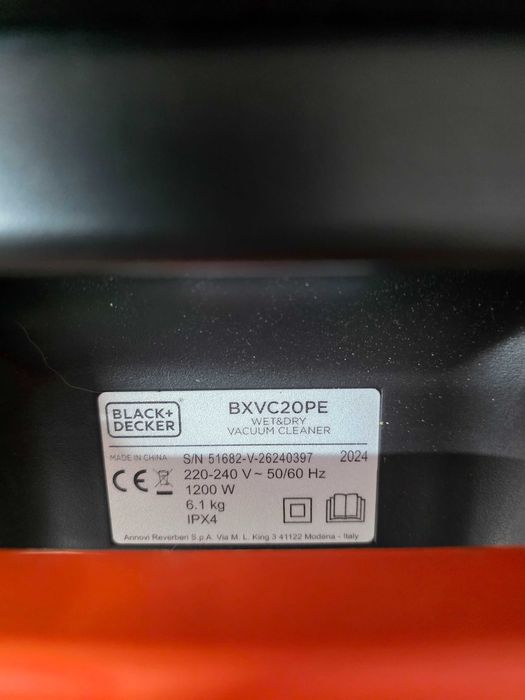 BLACK+
DECKER
BXVC20PE
WET&DRY
VACUUM CLEANER
MADE IN CHINA S/N 51682-V-26240397 2024
CE 220-240 V ~ 50/60 Hz
1200 W
6.1 kg
IPX4
Annovi Reverberi S.p.A. Via M. L. King 3 41122 Modena - Italy